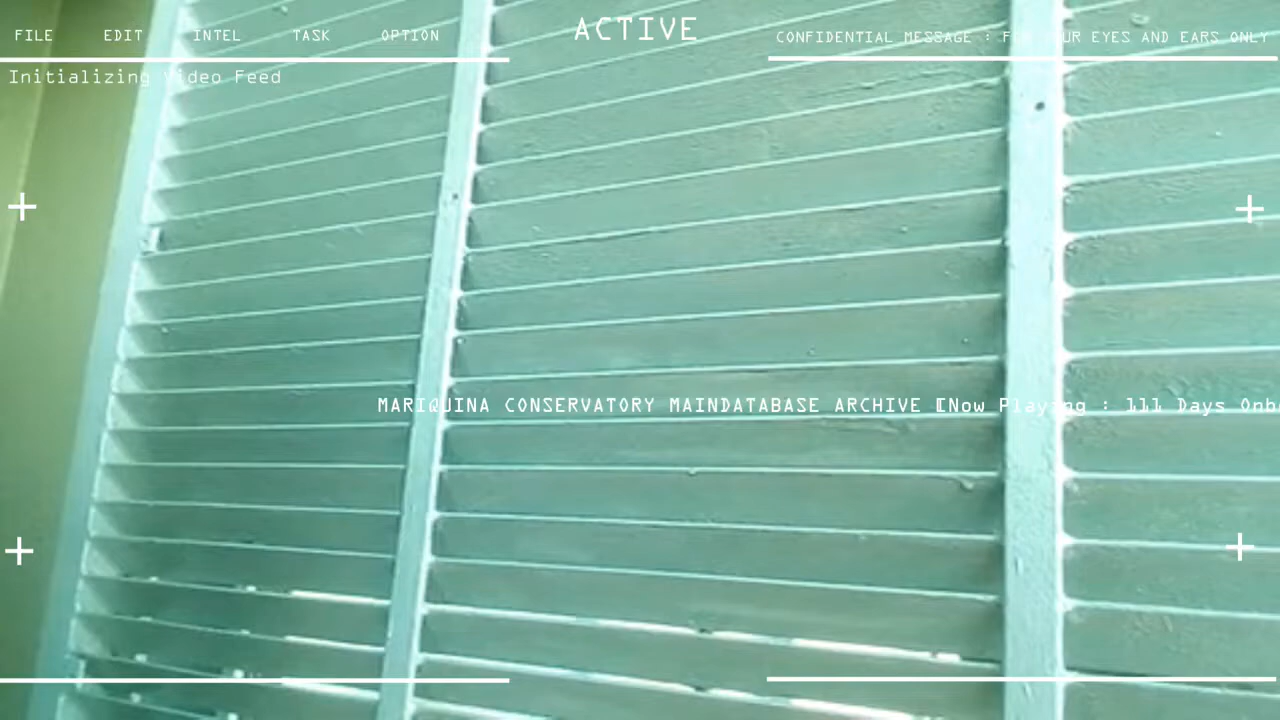 FILE EDIT INTEL TASK OPTION
ACTIVE
CONFIDENTIAL MESSAGE : FOR YOUR EYES AND EARS ONLY
Initializing Video Feed
MARIQUINA CONSERVATORY MAINDATABASE ARCHIVE [Now Playing : 111 Days Onb